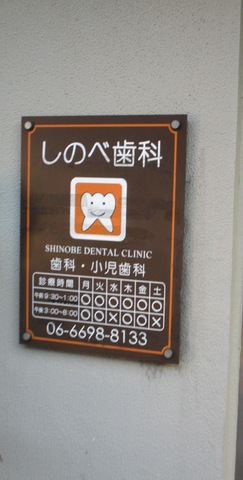 しのべ歯科
SHINOBE DENTAL CLINIC
歯科・小児歯科
診療時間 月 火 水 木 金 土
午前9:30~1:00 ○ ○ ○ ○ ○ ○
午後3:00~8:00 ○ ○ × ○ ○ ×
06-6698-8133